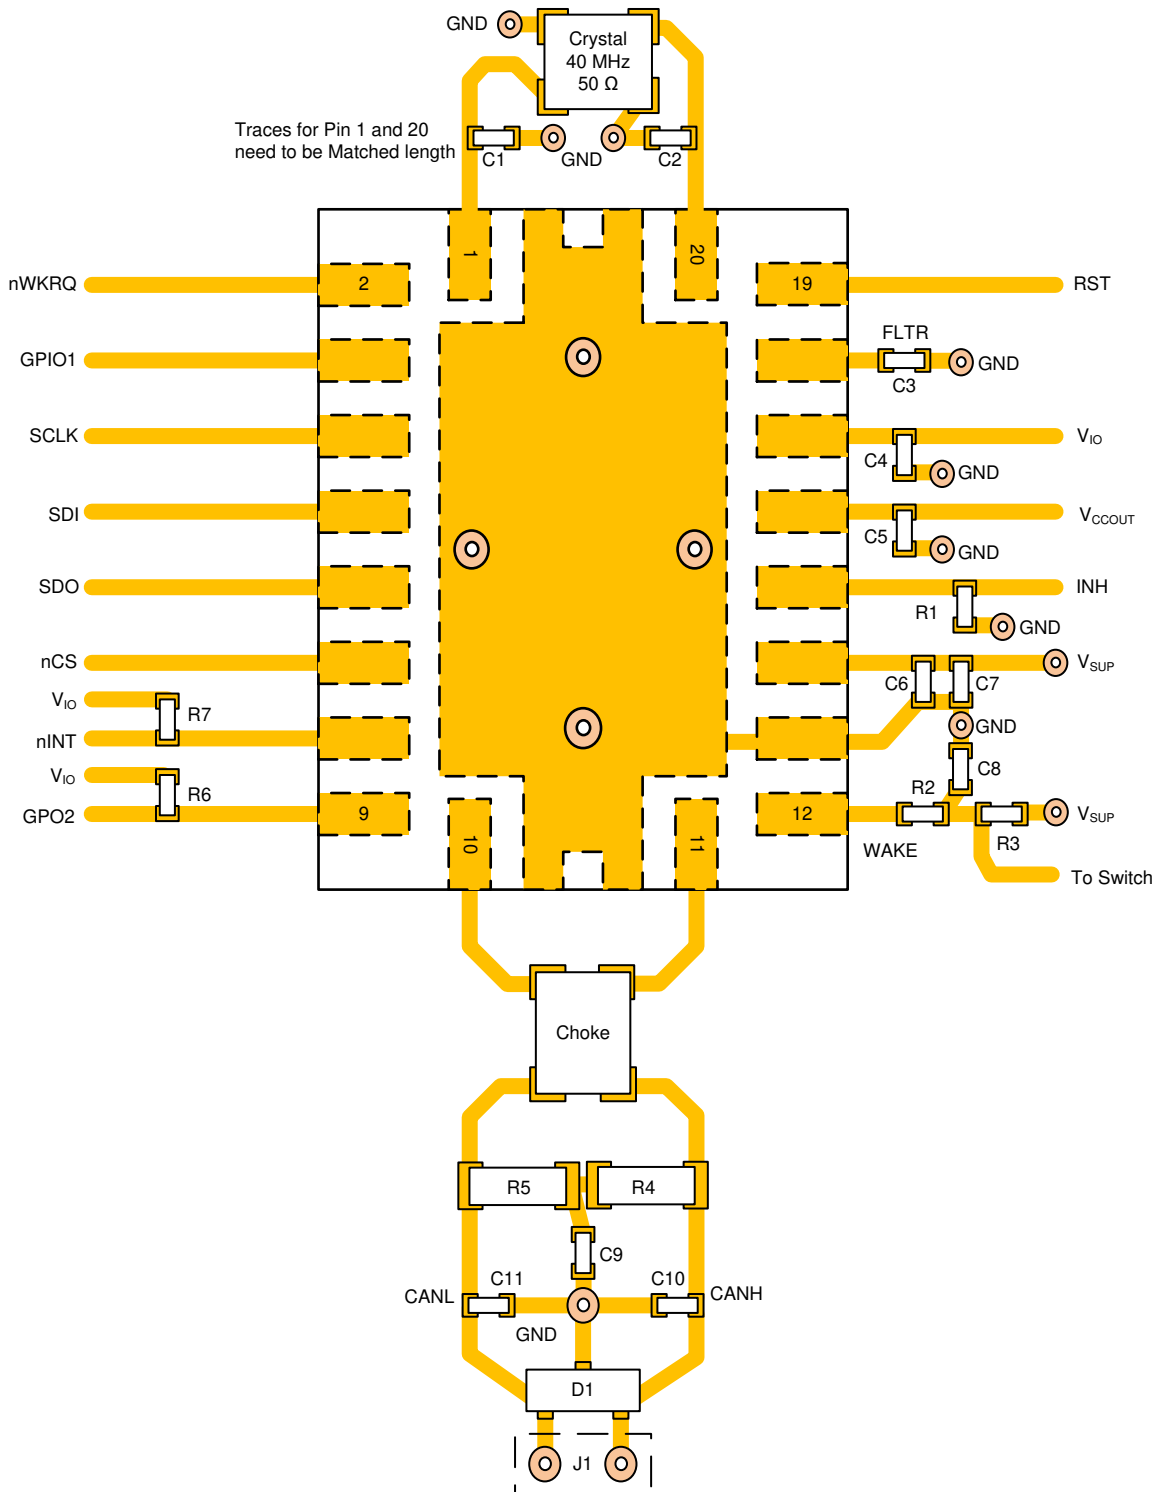 GND
Crystal
40 MHz
50 Ω
Traces for Pin 1 and 20
need to be Matched length
C1
GND
C2
1
20
nWKRQ
2
19
RST
GPIO1
FLTR
C3
GND
SCLK
C4
GND
VIO
SDI
C5
GND
VCCOUT
SDO
R1
GND
INH
nCS
C6
C7
VSUP
VIO
R7
nINT
GND
VIO
R6
C8
R2
GPO2
9
12
R3
VSUP
10
11
WAKE
To Switch
Choke
R5
R4
C9
C11
C10
CANL
CANH
GND
D1
J1